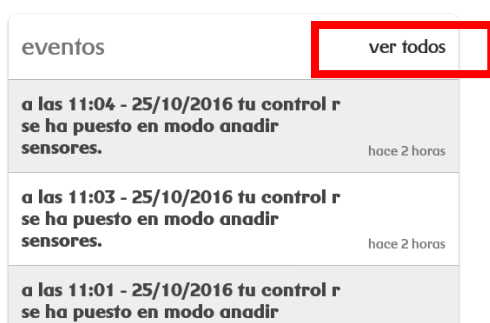 eventos ver todos
a las 11:04 - 25/10/2016 tu control r
se ha puesto en modo anadir
sensores.
hace 2 horas
a las 11:03 - 25/10/2016 tu control r
se ha puesto en modo anadir
sensores.
hace 2 horas
a las 11:01 - 25/10/2016 tu control r
se ha puesto en modo anadir